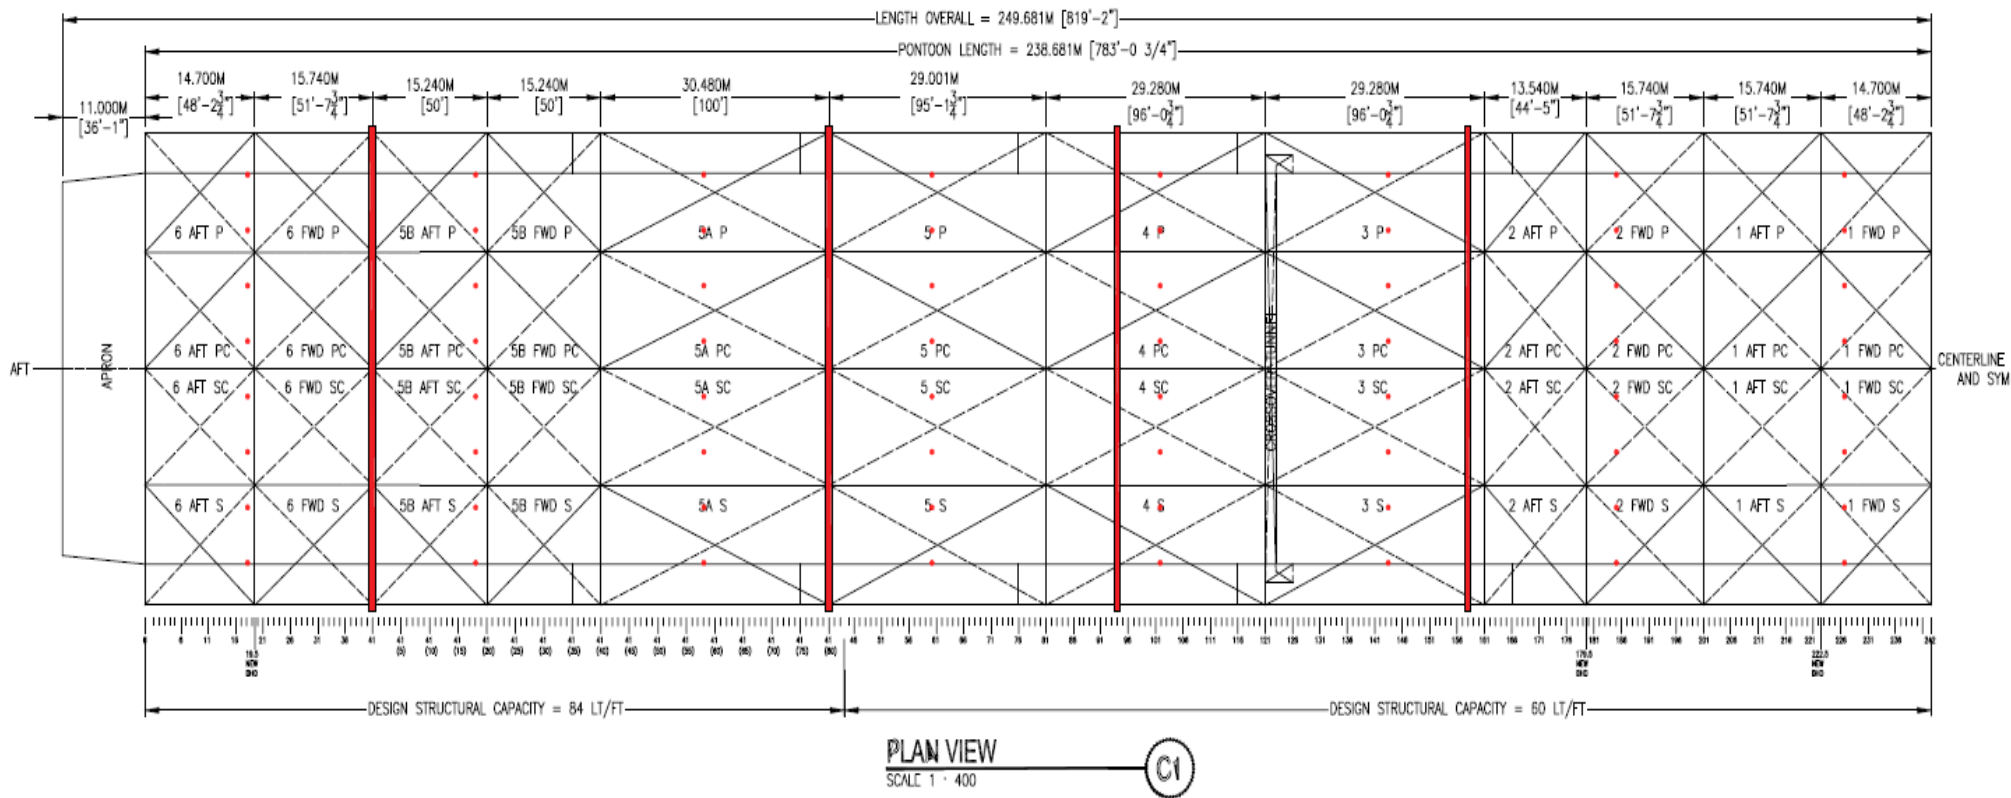 LENGTH OVERALL = 249.681M [819'-2"]
PONTOON LENGTH = 238.681M [783'-0 3/4"]
14.700M 15.740M 15.240M 15.240M 30.480M 29.001M 29.280M 29.280M 13.540M 15.740M 15.740M 14.700M
[48'-2 3/4"] [51'-7 3/4"] [50'] [50'] [100'] [95'-1 3/4"] [96'-0 3/4"] [96'-0 3/4"] [44'-5"] [51'-7 3/4"] [51'-7 3/4"] [48'-2 3/4"]
11.000M
[36'-1"]
6 AFT P 6 FWD P 5B AFT P 5B FWD P 5A P 5 P 4 P 3 P 2 AFT P 2 FWD P 1 AFT P 1 FWD P
6 AFT PC 6 FWD PC 5B AFT PC 5B FWD PC 5A PC 5 PC 4 PC 3 PC 2 AFT PC 2 FWD PC 1 AFT PC 1 FWD PC
AFT
APRON
CROSSOVER TUNNEL
CENTERLINE
AND SYM
6 AFT SC 6 FWD SC 5B AFT SC 5B FWD SC 5A SC 5 SC 4 SC 3 SC 2 AFT SC 2 FWD SC 1 AFT SC 1 FWD SC
6 AFT S 6 FWD S 5B AFT S 5B FWD S 5A S 5 S 4 S 3 S 2 AFT S 2 FWD S 1 AFT S 1 FWD S
DESIGN STRUCTURAL CAPACITY = 84 LT/FT
DESIGN STRUCTURAL CAPACITY = 60 LT/FT
PLAN VIEW
C1
SCALE 1 : 400